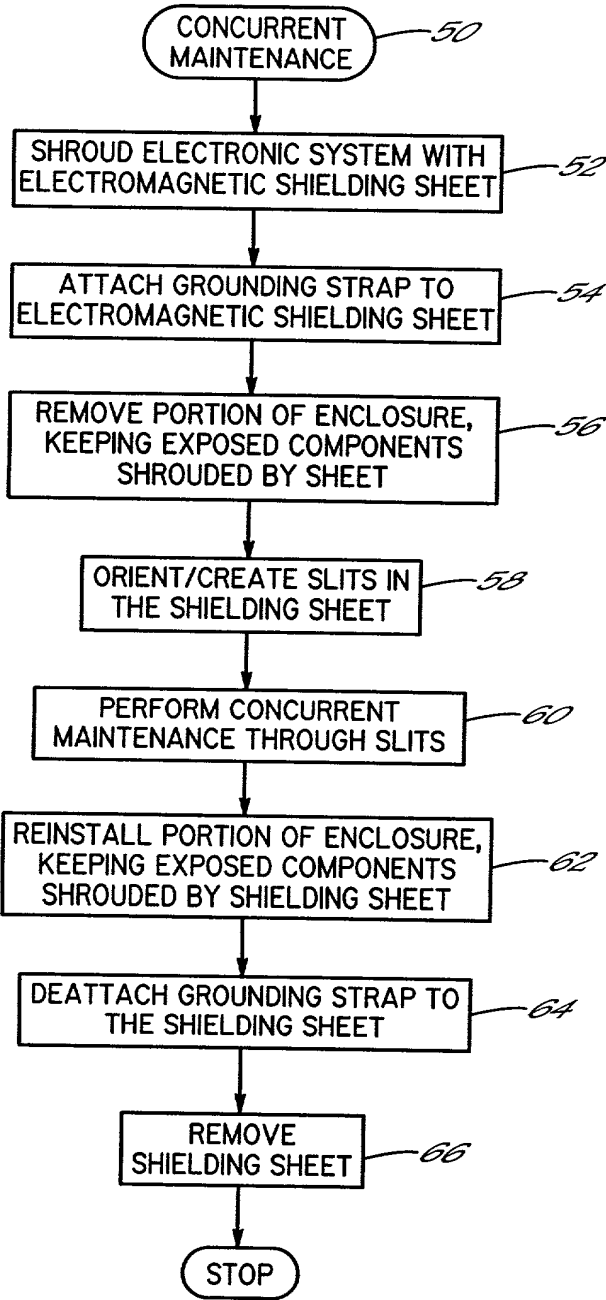 CONCURRENT
MAINTENANCE
50
SHROUD ELECTRONIC SYSTEM WITH
ELECTROMAGNETIC SHIELDING SHEET
52
ATTACH GROUNDING STRAP TO
ELECTROMAGNETIC SHIELDING SHEET
54
REMOVE PORTION OF ENCLOSURE,
KEEPING EXPOSED COMPONENTS
SHROUDED BY SHEET
56
ORIENT/CREATE SLITS IN
THE SHIELDING SHEET
58
PERFORM CONCURRENT
MAINTENANCE THROUGH SLITS
60
REINSTALL PORTION OF ENCLOSURE,
KEEPING EXPOSED COMPONENTS
SHROUDED BY SHIELDING SHEET
62
DEATTACH GROUNDING STRAP TO
THE SHIELDING SHEET
64
REMOVE
SHIELDING SHEET
66
STOP